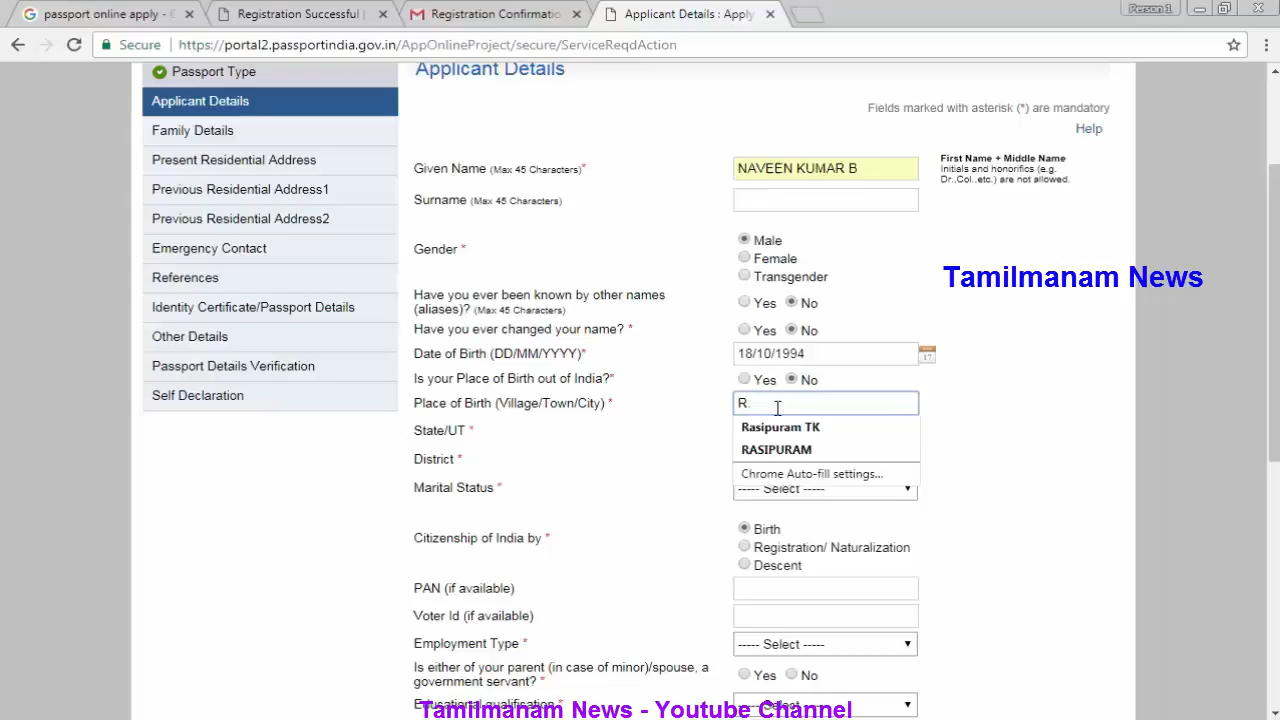 passport online apply -
Registration Successful
Registration Confirmatio
Applicant Details : Apply
Person 1
Secure
https://portal2.passportindia.gov.in/AppOnlineProject/secure/ServiceReqdAction
Passport Type
Applicant Details
Family Details
Present Residential Address
Previous Residential Address1
Previous Residential Address2
Emergency Contact
References
Identity Certificate/Passport Details
Other Details
Passport Details Verification
Self Declaration
Applicant Details
Fields marked with asterisk (*) are mandatory
Help
Given Name (Max 45 Characters)*
NAVEEN KUMAR B
First Name + Middle Name
Initials and honorifics (e.g.
Dr.,Col.,etc.) are not allowed.
Surname (Max 45 Characters)
Gender *
Male
Female
Transgender
Tamilmanam News
Have you ever been known by other names
(aliases)? (Max 45 Characters)*
Yes No
Have you ever changed your name? *
Yes No
Date of Birth (DD/MM/YYYY)*
18/10/1994
17
Is your Place of Birth out of India?*
Yes No
Place of Birth (Village/Town/City) *
R.
Rasipuram TK
RASIPURAM
Chrome Auto-fill settings...
State/UT *
District *
Marital Status *
----- Select -----
Citizenship of India by *
Birth
Registration/ Naturalization
Descent
PAN (if available)
Voter Id (if available)
Employment Type *
----- Select -----
Is either of your parent (in case of minor)/spouse, a
government servant? *
Yes No
Educational qualification *
----- Select -----
Tamilmanam News - Youtube Channel